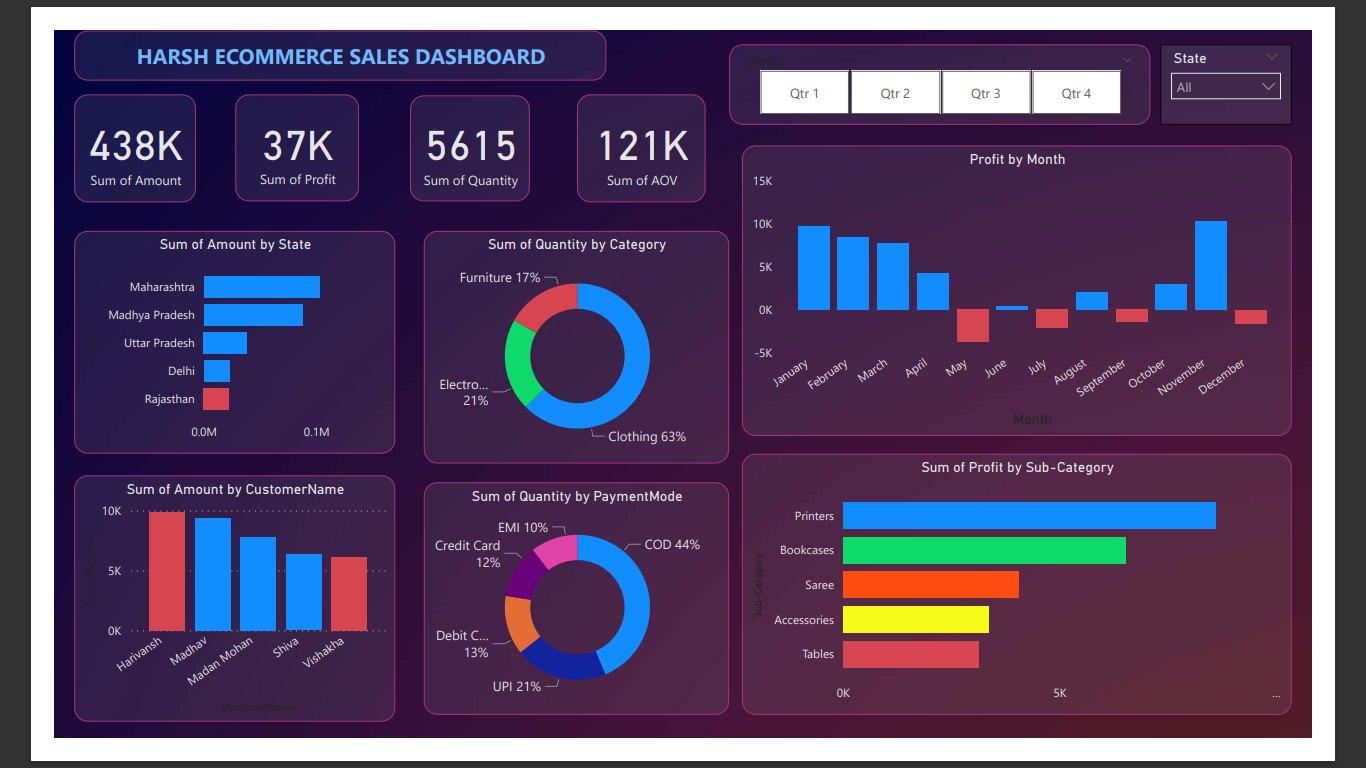 HARSH ECOMMERCE SALES DASHBOARD
Qtr 1
Qtr 2
Qtr 3
Qtr 4
State
All
438K
Sum of Amount
37K
Sum of Profit
5615
Sum of Quantity
121K
Sum of AOV
Profit by Month
15K
10K
5K
0K
-5K
January
February
March
April
May
June
July
August
September
October
November
December
Month
Sum of Amount by State
Maharashtra
Madhya Pradesh
Uttar Pradesh
Delhi
Rajasthan
0.0M
0.1M
Sum of Quantity by Category
Furniture 17%
Electro...
21%
Clothing 63%
Sum of Amount by CustomerName
10K
5K
0K
Harivansh
Madhav
Madan Mohan
Shiva
Vishakha
CustomerName
Sum of Quantity by PaymentMode
EMI 10%
Credit Card
12%
COD 44%
Debit C...
13%
UPI 21%
Sum of Profit by Sub-Category
Sub-Category
Printers
Bookcases
Saree
Accessories
Tables
0K
5K
...